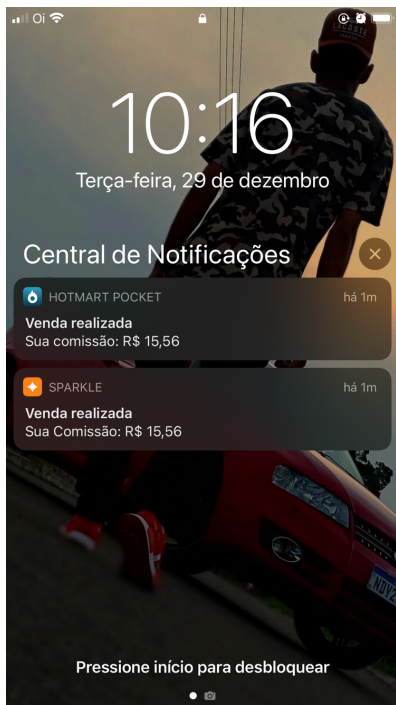 Oi
10:16
Terça-feira, 29 de dezembro
Central de Notificações
HOTMART POCKET
há 1m
Venda realizada
Sua comissão: R$ 15,56
SPARKLE
há 1m
Venda realizada
Sua Comissão: R$ 15,56
Pressione início para desbloquear
LACOSTE